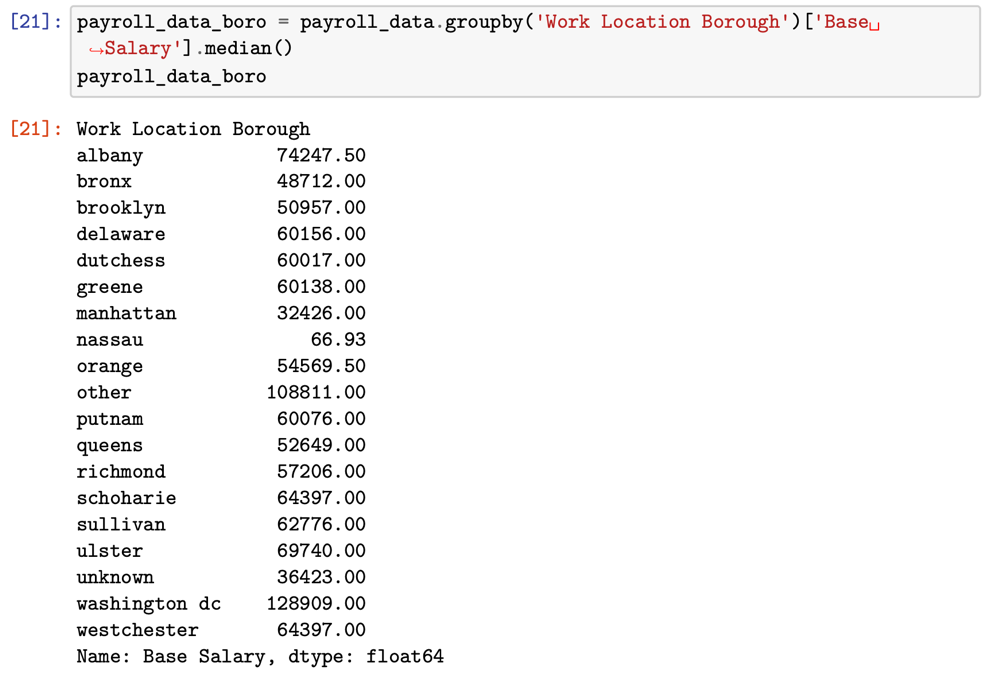 [21]: payroll_data_boro = payroll_data.groupby('Work Location Borough')['Base␣
↪Salary'].median()
payroll_data_boro
[21]: Work Location Borough
albany 74247.50
bronx 48712.00
brooklyn 50957.00
delaware 60156.00
dutchess 60017.00
greene 60138.00
manhattan 32426.00
nassau 66.93
orange 54569.50
other 108811.00
putnam 60076.00
queens 52649.00
richmond 57206.00
schoharie 64397.00
sullivan 62776.00
ulster 69740.00
unknown 36423.00
washington dc 128909.00
westchester 64397.00
Name: Base Salary, dtype: float64